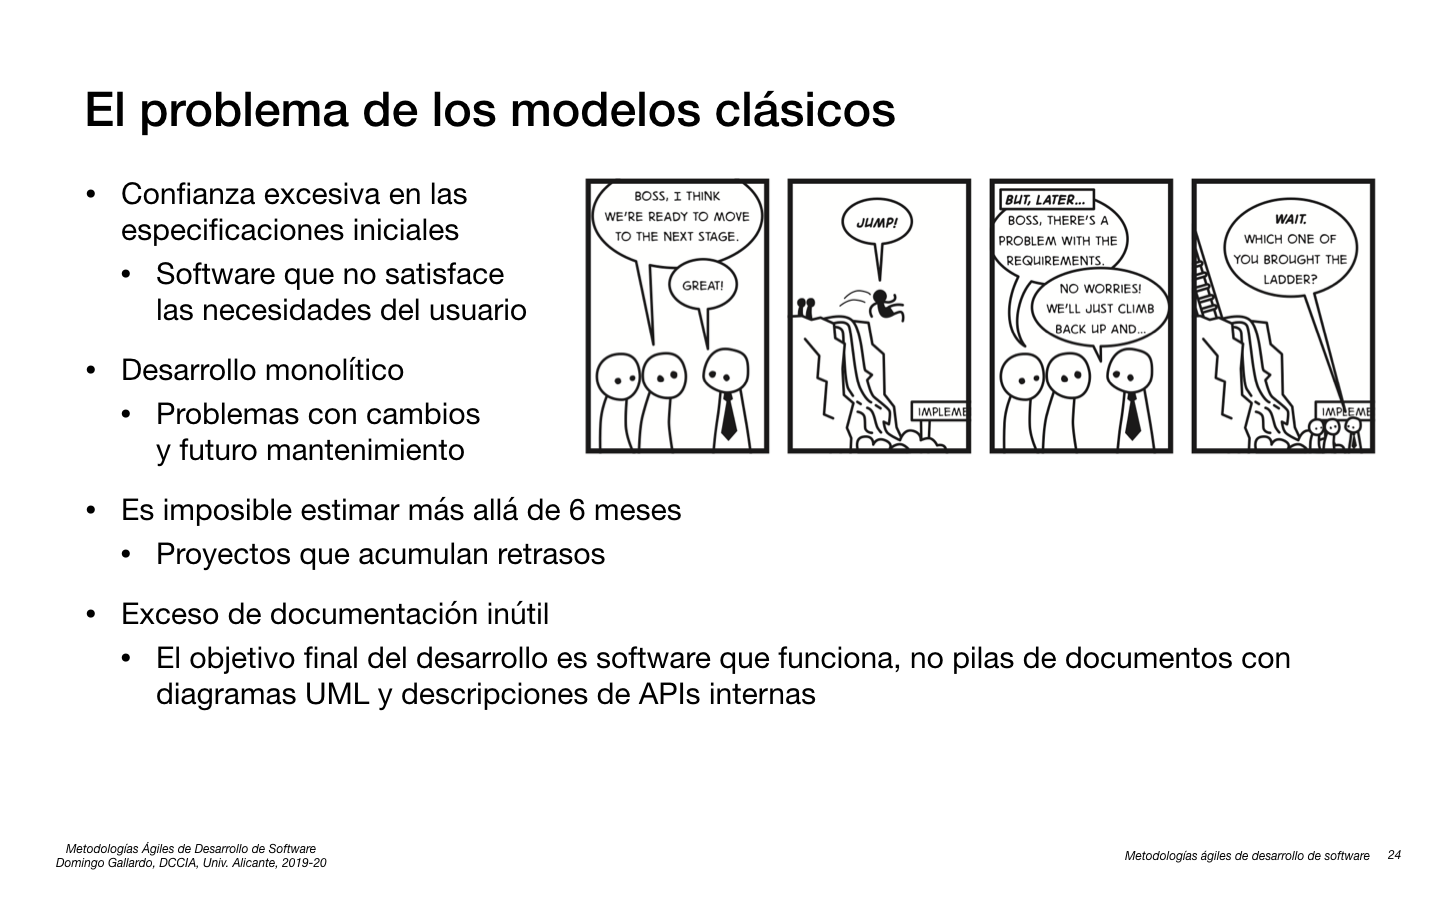 El problema de los modelos clásicos
• Confianza excesiva en las
especificaciones iniciales
• Software que no satisface
las necesidades del usuario
• Desarrollo monolítico
• Problemas con cambios
y futuro mantenimiento
• Es imposible estimar más allá de 6 meses
• Proyectos que acumulan retrasos
• Exceso de documentación inútil
• El objetivo final del desarrollo es software que funciona, no pilas de documentos con
diagramas UML y descripciones de APIs internas
BOSS, I THINK
WE'RE READY TO MOVE
TO THE NEXT STAGE.
GREAT!
JUMP!
IMPLEME
BUT, LATER...
BOSS, THERE'S A
PROBLEM WITH THE
REQUIREMENTS.
NO WORRIES!
WE'LL JUST CLIMB
BACK UP AND...
WAIT.
WHICH ONE OF
YOU BROUGHT THE
LADDER?
IMPLEME
Metodologías Ágiles de Desarrollo de Software
Domingo Gallardo, DCCIA, Univ. Alicante, 2019-20
Metodologías ágiles de desarrollo de software 24